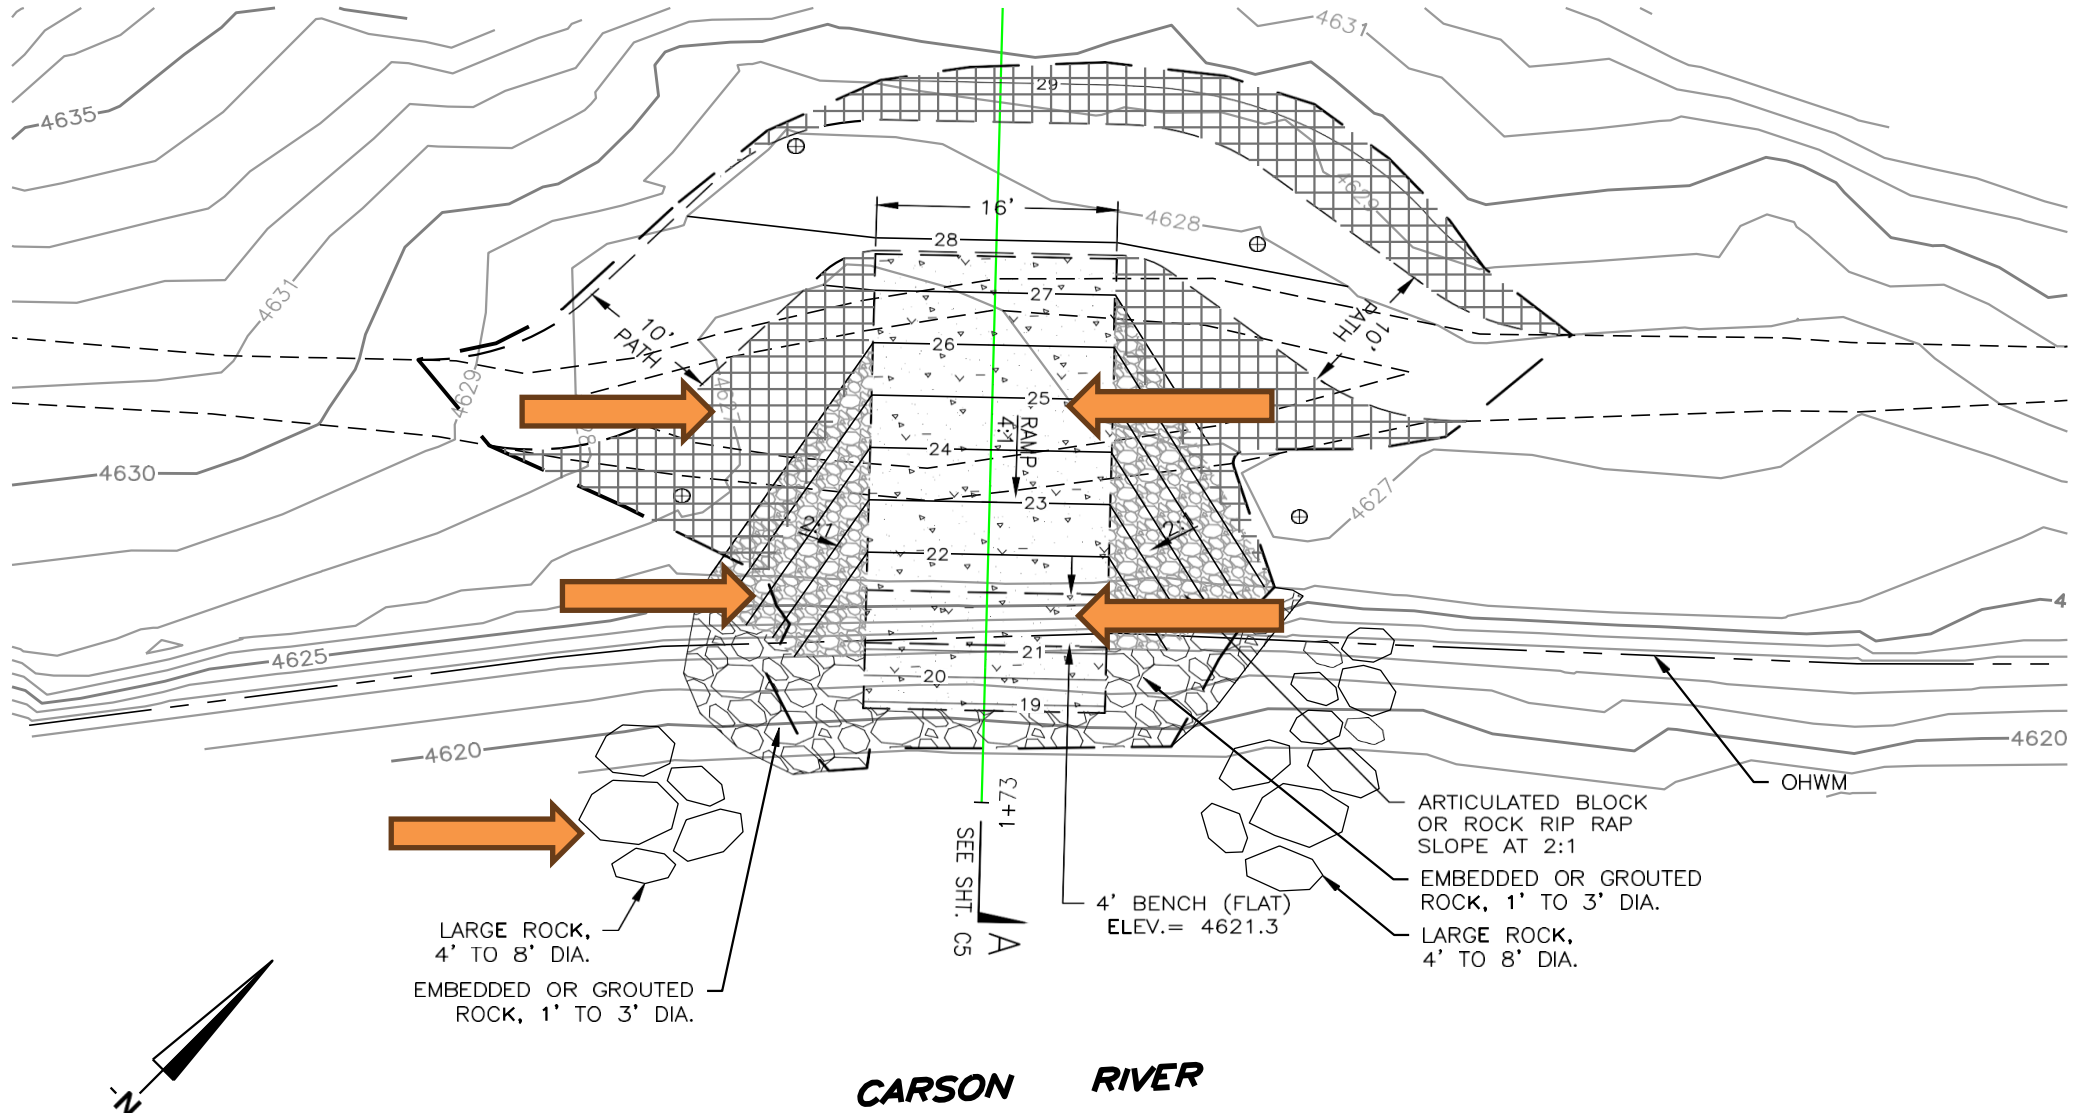 4631
4635
29
4629
16'
4628
28
4631
27
10'
PATH
10'
PATH
26
4629
462
25
RAMP
4:1
24
28
4630
4627
23
2:1
2:
22
4
4625
21
20
19
4620
4620
OHWM
1+73
SEE SHT. C5
A
ARTICULATED BLOCK
OR ROCK RIP RAP
SLOPE AT 2:1
EMBEDDED OR GROUTED
ROCK, 1' TO 3' DIA.
4' BENCH (FLAT)
ELEV.= 4621.3
LARGE ROCK,
4' TO 8' DIA.
LARGE ROCK,
4' TO 8' DIA.
EMBEDDED OR GROUTED
ROCK, 1' TO 3' DIA.
N
CARSON RIVER